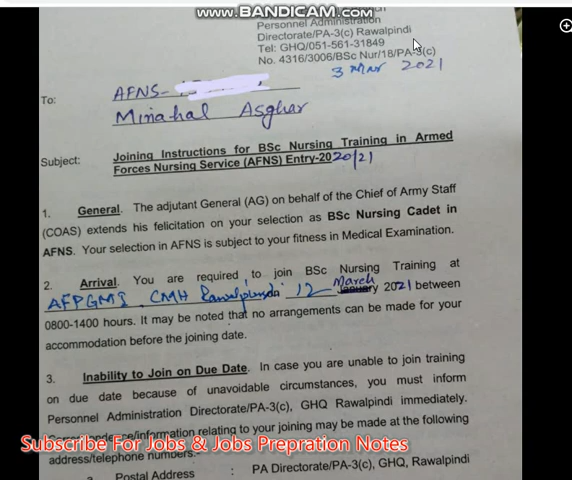 WWW.BANDICAM.COM
Personnel Administration
Directorate/PA-3(c) Rawalpindi
Tel: GHQ/051-561-31849
No. 4316/3006/BSc Nur/18/PA-3(c)
3 Mar 2021
To: AFNS-
Minahal Asgher
Subject: Joining Instructions for BSc Nursing Training in Armed
Forces Nursing Service (AFNS) Entry-2020/21
1. General. The adjutant General (AG) on behalf of the Chief of Army Staff
(COAS) extends his felicitation on your selection as BSc Nursing Cadet in
AFNS. Your selection in AFNS is subject to your fitness in Medical Examination.
2. Arrival. You are required to join BSc Nursing Training at
AFPGMI CMH Rawalpindi 12 March January 2021 between
0800-1400 hours. It may be noted that no arrangements can be made for your
accommodation before the joining date.
3. Inability to Join on Due Date. In case you are unable to join training
on due date because of unavoidable circumstances, you must inform
Personnel Administration Directorate/PA-3(c), GHQ Rawalpindi immediately.
/information relating to your joining may be made at the following
Subscribe For Jobs & Jobs Prepration Notes
address/telephone numbers:-
a. Postal Address : PA Directorate/PA-3(c), GHQ, Rawalpindi